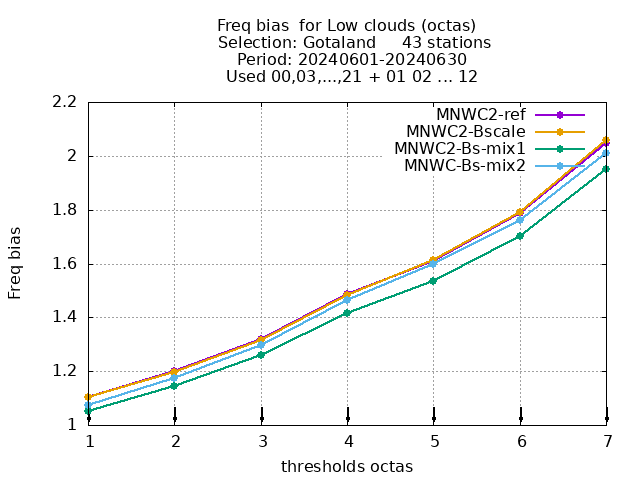 Freq bias  for Low clouds (octas)
Selection: Gotaland     43 stations
Period: 20240601-20240630
Used 00,03,...,21 + 01 02 ... 12
MNWC2-ref
MNWC2-Bscale
MNWC2-Bs-mix1
MNWC-Bs-mix2
2.2
2
1.8
1.6
1.4
1.2
1
Freq bias
1 2 3 4 5 6 7
thresholds octas